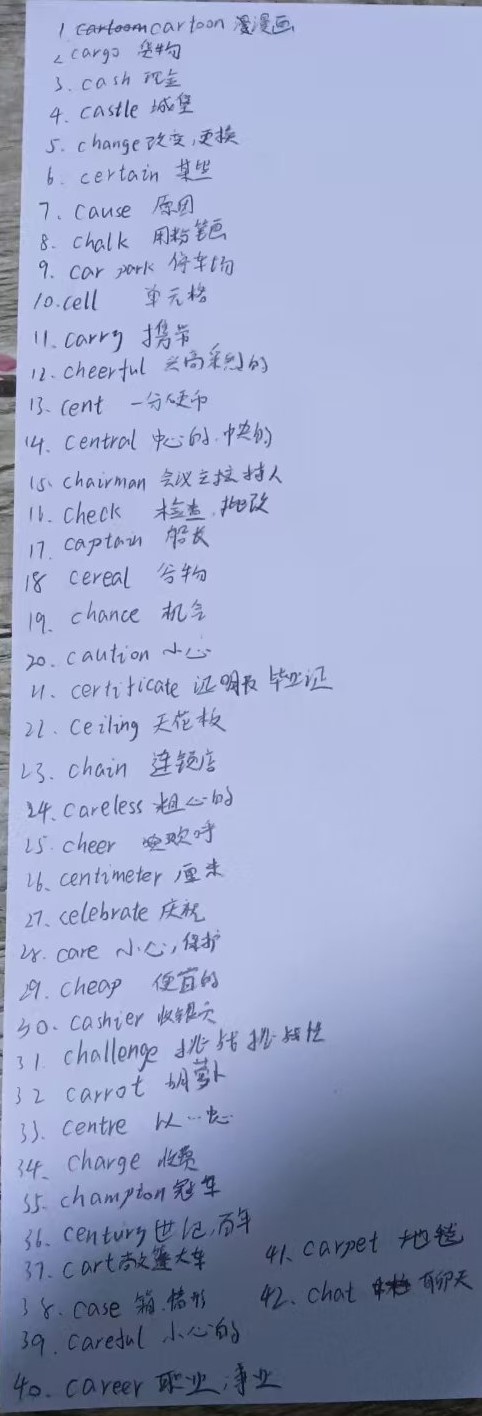 1. cartoon 漫画
2. cargo 货物
3. cash 现金
4. castle 城堡
5. change 改变,更换
6. certain 某些
7. cause 原因
8. chalk 用粉笔画
9. car park 停车场
10. cell 单元格
11. carry 携带
12. cheerful 兴高采烈的
13. cent 一分硬币
14. central 中心的.中央的
15. chairman 会议主持人
16. check 检查.批改
17. captain 船长
18 cereal 谷物
19. chance 机会
20. caution 小心
21. certificate 证明 毕业证
22. ceiling 天花板
23. chain 连锁店
24. careless 粗心的
25. cheer 欢呼
26. centimeter 厘米
27. celebrate 庆祝
28. care 小心,保护
29. cheap 便宜的
30. cashier 收银员
31. challenge 挑战 挑战性
32 carrot 胡萝卜
33. centre 以…中心
34. charge 收费
35. champton 冠军
36. century 世纪,百年
37. cart 敞篷大车
38. case 箱.情形
39. careful 小心的
40. career 职业,事业
41. carpet 地毯
42. chat 聊天